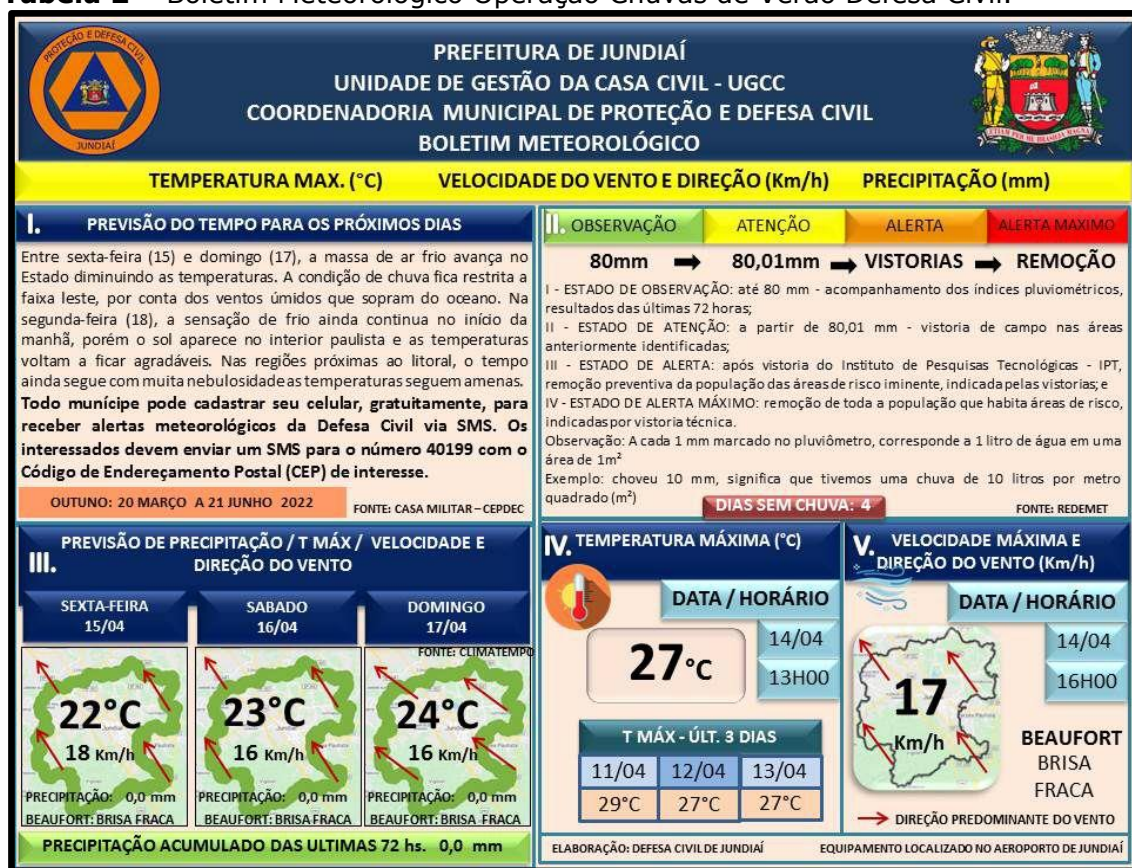 Tabela 2 – Boletim Meteorológico Operação Chuvas de Verão Defesa Civil.
PROTEÇÃO E DEFESA CIVIL
JUNDIAÍ
PREFEITURA DE JUNDIAÍ
UNIDADE DE GESTÃO DA CASA CIVIL - UGCC
COORDENADORIA MUNICIPAL DE PROTEÇÃO E DEFESA CIVIL
BOLETIM METEOROLÓGICO
TEMPERATURA MAX. (°C) VELOCIDADE DO VENTO E DIREÇÃO (Km/h) PRECIPITAÇÃO (mm)
I. PREVISÃO DO TEMPO PARA OS PRÓXIMOS DIAS
Entre sexta-feira (15) e domingo (17), a massa de ar frio avança no
Estado diminuindo as temperaturas. A condição de chuva fica restrita a
faixa leste, por conta dos ventos úmidos que sopram do oceano. Na
segunda-feira (18), a sensação de frio ainda continua no início da
manhã, porém o sol aparece no interior paulista e as temperaturas
voltam a ficar agradáveis. Nas regiões próximas ao litoral, o tempo
ainda segue com muita nebulosidade as temperaturas seguem amenas.
Todo munícipe pode cadastrar seu celular, gratuitamente, para
receber alertas meteorológicos da Defesa Civil via SMS. Os
interessados devem enviar um SMS para o número 40199 com o
Código de Endereçamento Postal (CEP) de interesse.
OUTUNO: 20 MARÇO A 21 JUNHO 2022
FONTE: CASA MILITAR – CEPDEC
II. OBSERVAÇÃO ATENÇÃO ALERTA ALERTA MAXIMO
80mm → 80,01mm → VISTORIAS → REMOÇÃO
I - ESTADO DE OBSERVAÇÃO: até 80 mm - acompanhamento dos índices pluviométricos,
resultados das últimas 72 horas;
II - ESTADO DE ATENÇÃO: a partir de 80,01 mm - vistoria de campo nas áreas
anteriormente identificadas;
III - ESTADO DE ALERTA: após vistoria do Instituto de Pesquisas Tecnológicas - IPT,
remoção preventiva da população das áreas de risco iminente, indicada pelas vistorias; e
IV - ESTADO DE ALERTA MÁXIMO: remoção de toda a população que habita áreas de risco,
indicadas por vistoria técnica.
Observação: A cada 1 mm marcado no pluviômetro, corresponde a 1 litro de água em uma
área de 1m²
Exemplo: choveu 10 mm, significa que tivemos uma chuva de 10 litros por metro
quadrado (m²)
DIAS SEM CHUVA: 4
FONTE: REDEMET
III. PREVISÃO DE PRECIPITAÇÃO / T MÁX / VELOCIDADE E
DIREÇÃO DO VENTO
SEXTA-FEIRA
15/04
SABADO
16/04
DOMINGO
17/04
FONTE: CLIMATEMPO
22°C
18 Km/h
PRECIPITAÇÃO: 0,0 mm
BEAUFORT: BRISA FRACA
23°C
16 Km/h
PRECIPITAÇÃO: 0,0 mm
BEAUFORT: BRISA FRACA
24°C
16 Km/h
PRECIPITAÇÃO: 0,0 mm
BEAUFORT: BRISA FRACA
PRECIPITAÇÃO ACUMULADO DAS ULTIMAS 72 hs. 0,0 mm
IV. TEMPERATURA MÁXIMA (°C)
DATA / HORÁRIO
27°C
14/04
13H00
T MÁX - ÚLT. 3 DIAS
11/04 12/04 13/04
29°C 27°C 27°C
V. VELOCIDADE MÁXIMA E
DIREÇÃO DO VENTO (Km/h)
DATA / HORÁRIO
14/04
16H00
17
Km/h
BEAUFORT
BRISA
FRACA
DIREÇÃO PREDOMINANTE DO VENTO
ELABORAÇÃO: DEFESA CIVIL DE JUNDIAÍ
EQUIPAMENTO LOCALIZADO NO AEROPORTO DE JUNDIAÍ